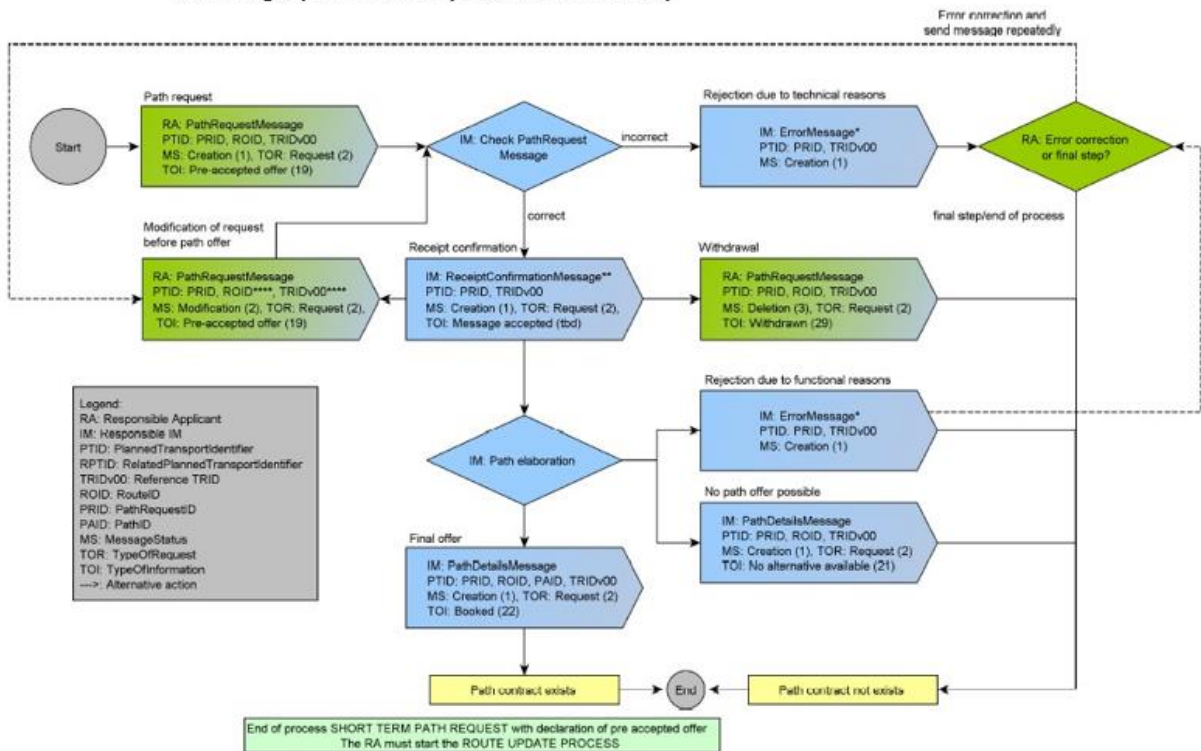 Error correction and
send message repeatedly
Path request
Rejection due to technical reasons
Start
RA: PathRequestMessage
PTID: PRID, ROID, TRIDv00
MS: Creation (1), TOR: Request (2)
TOI: Pre-accepted offer (19)
IM: Check PathRequest
Message
incorrect
IM: ErrorMessage*
PTID: PRID, TRIDv00
MS: Creation (1)
RA: Error correction
or final step?
Modification of request
before path offer
correct
final step/end of process
Receipt confirmation
Withdrawal
RA: PathRequestMessage
PTID: PRID, ROID****, TRIDv00****
MS: Modification (2), TOR: Request (2),
TOI: Pre-accepted offer (19)
IM: ReceiptConfirmationMessage**
PTID: PRID, TRIDv00
MS: Creation (1), TOR: Request (2),
TOI: Message accepted (tbd)
RA: PathRequestMessage
PTID: PRID, ROID, TRIDv00
MS: Deletion (3), TOR: Request (2)
TOI: Withdrawn (29)
Rejection due to functional reasons
Legend:
RA: Responsible Applicant
IM: Responsible IM
PTID: PlannedTransportIdentifier
RPTID: RelatedPlannedTransportIdentifier
TRIDv00: Reference TRID
ROID: RouteID
PRID: PathRequestID
PAID: PathID
MS: MessageStatus
TOR: TypeOfRequest
TOI: TypeOfInformation
--->: Alternative action
IM: Path elaboration
IM: ErrorMessage*
PTID: PRID, TRIDv00
MS: Creation (1)
No path offer possible
IM: PathDetailsMessage
PTID: PRID, ROID, TRIDv00
MS: Creation (1), TOR: Request (2)
TOI: No alternative available (21)
Final offer
IM: PathDetailsMessage
PTID: PRID, ROID, PAID, TRIDv00
MS: Creation (1), TOR: Request (2)
TOI: Booked (22)
Path contract exists
End
Path contract not exists
End of process SHORT TERM PATH REQUEST with declaration of pre accepted offer
The RA must start the ROUTE UPDATE PROCESS